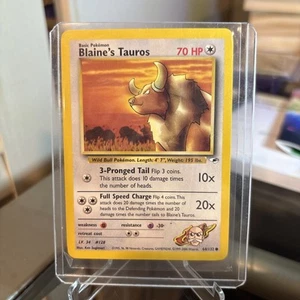 Basic Pokémon
Blaine's Tauros
70 HP
Wild Bull Pokémon. Length: 4' 7", Weight: 195 lbs.
3-Pronged Tail Flip 3 coins.
This attack does 10 damage times
the number of heads.
10x
Full Speed Charge Flip 4 coins. This
attack does 20 damage times the number of heads
to the Defending Pokémon and 20
times the number of tails to Blaine's Tauros.
20x
weakness
resistance
-30
retreat cost
LV. 34 #128